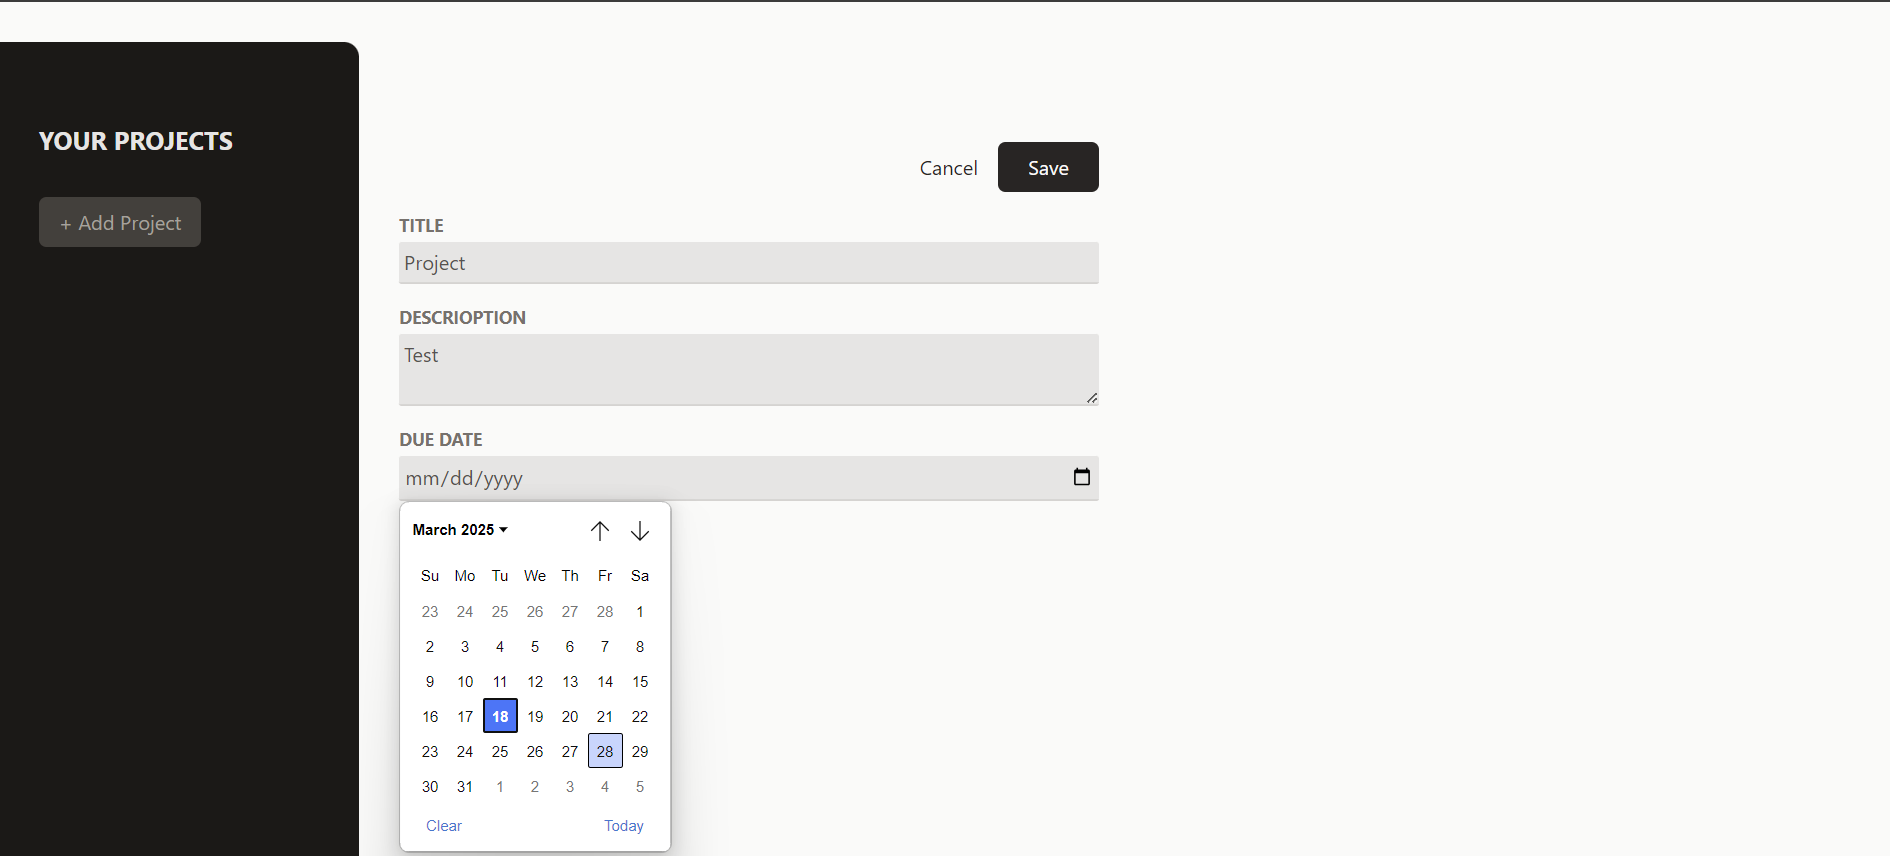 YOUR PROJECTS
+ Add Project
Cancel Save
TITLE
Project
DESCRIOPTION
Test
DUE DATE
mm/dd/yyyy
March 2025
Su Mo Tu We Th Fr Sa
23 24 25 26 27 28 1
2 3 4 5 6 7 8
9 10 11 12 13 14 15
16 17 18 19 20 21 22
23 24 25 26 27 28 29
30 31 1 2 3 4 5
Clear Today